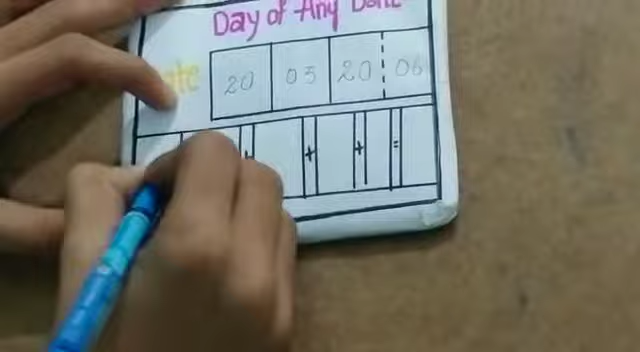 Day of Any Date
20 05 20 06
+ + + =